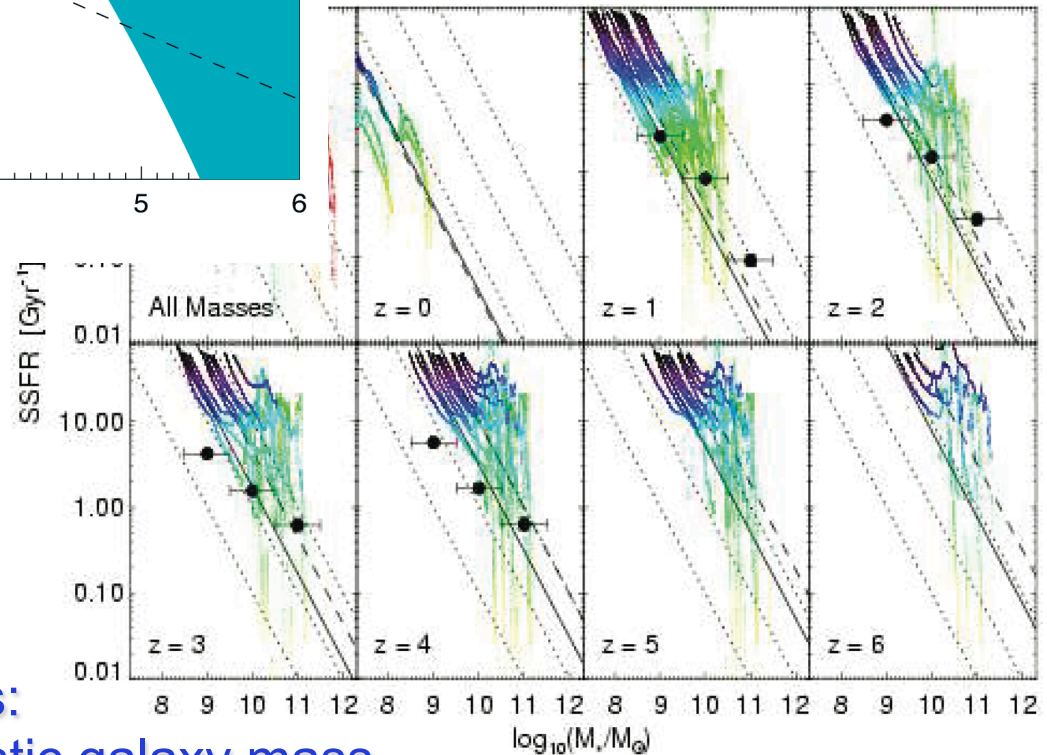 5 6
SSFR [Gyr⁻¹]
All Masses
z = 0
z = 1
z = 2
0.01
10.00
1.00
0.10
0.01
z = 3
z = 4
z = 5
z = 6
8 9 10 11 12 8 9 10 11 12 8 9 10 11 12 8 9 10 11 12
log₁₀(M*/M⊙)
galaxy mass